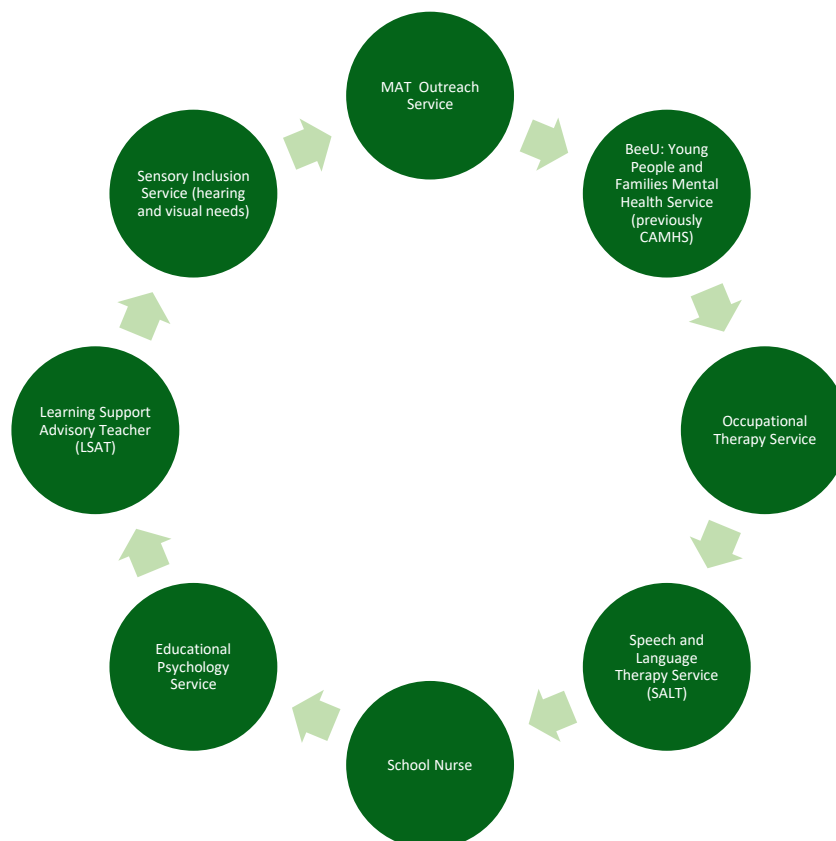 MAT Outreach
Service
BeeU: Young
People and
Families Mental
Health Service
(previously
CAMHS)
Occupational
Therapy Service
Speech and
Language
Therapy Service
(SALT)
School Nurse
Educational
Psychology
Service
Learning Support
Advisory Teacher
(LSAT)
Sensory Inclusion
Service (hearing
and visual needs)